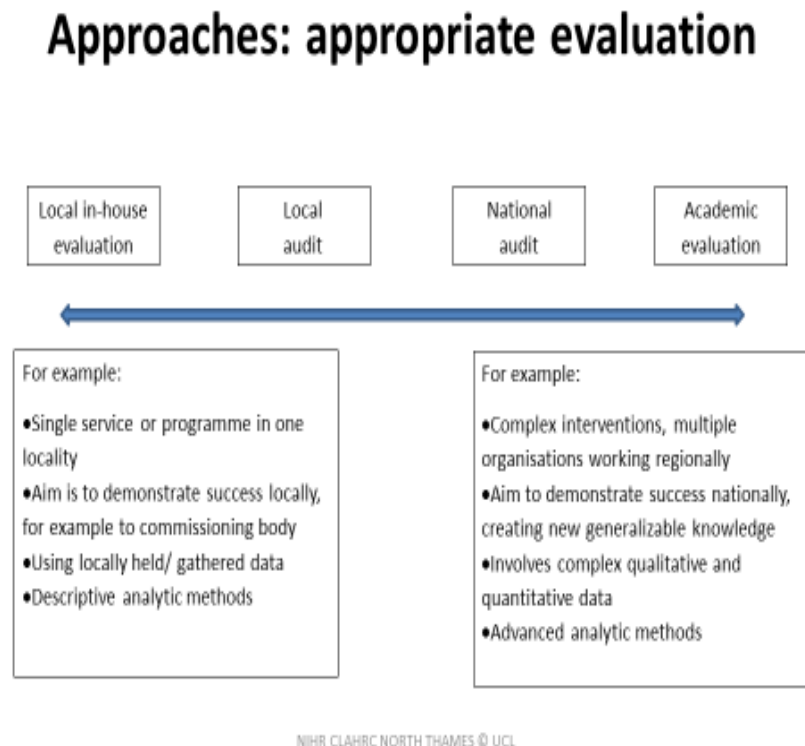 Approaches: appropriate evaluation
Local in-house
evaluation
Local
audit
National
audit
Academic
evaluation
For example:
•Single service or programme in one
locality
•Aim is to demonstrate success locally,
for example to commissioning body
•Using locally held/ gathered data
•Descriptive analytic methods
For example:
•Complex interventions, multiple
organisations working regionally
•Aim to demonstrate success nationally,
creating new generalizable knowledge
•Involves complex qualitative and
quantitative data
•Advanced analytic methods
NIHR CLAHRC NORTH THAMES © UCL